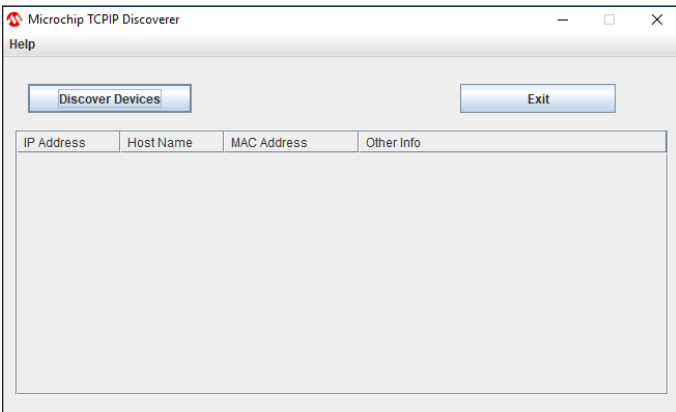 Microchip TCPIP Discoverer
Help
Discover Devices Exit
IP Address Host Name MAC Address Other Info